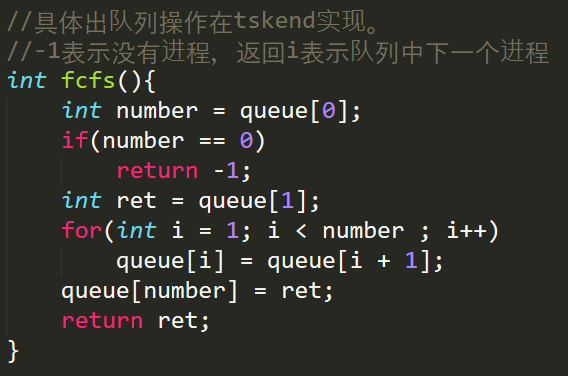 //具体出队列操作在tskend实现。
//-1表示没有进程，返回i表示队列中下一个进程
int fcfs(){
    int number = queue[0];
    if(number == 0)
        return -1;
    int ret = queue[1];
    for(int i = 1; i < number ; i++)
        queue[i] = queue[i + 1];
    queue[number] = ret;
    return ret;
}